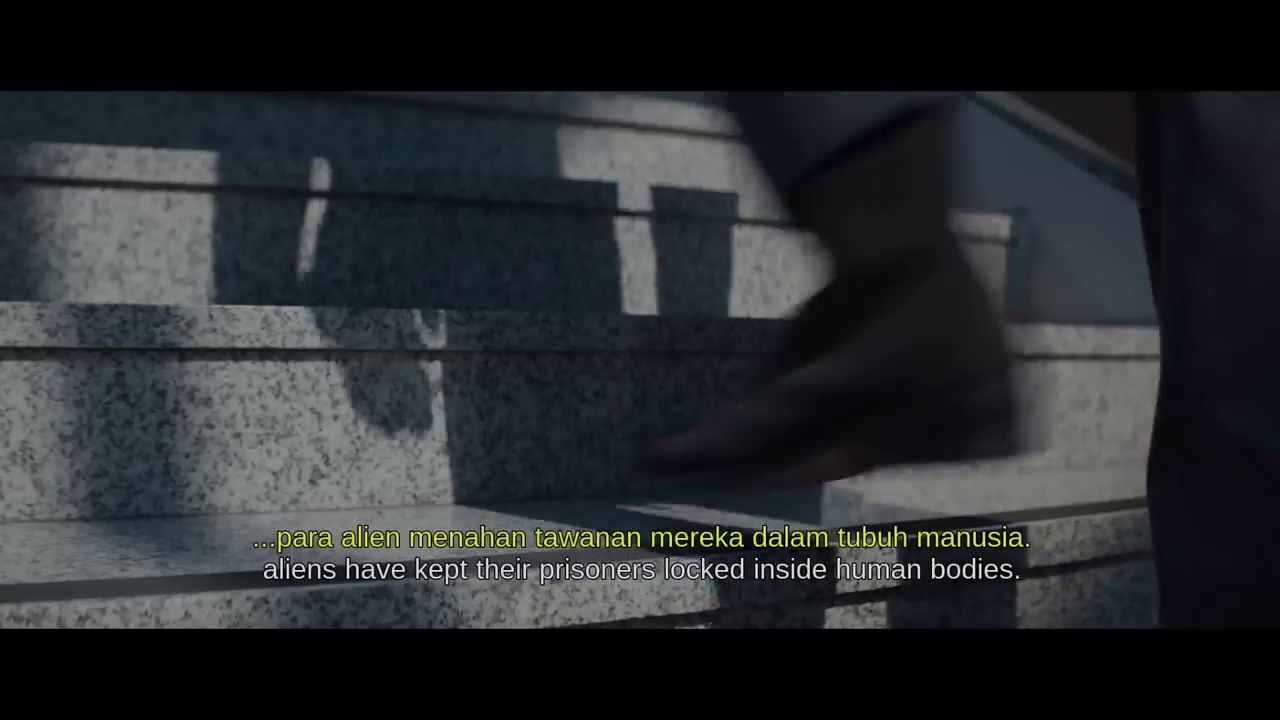 ...para alien menahan tawanan mereka dalam tubuh manusia.
aliens have kept their prisoners locked inside human bodies.